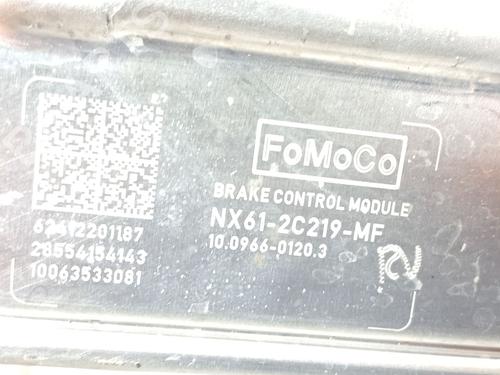 FoMoCo
BRAKE CONTROL MODULE
NX61-2C219-MF
10.0966-0120.3
62412201187
28554154143
10063533081